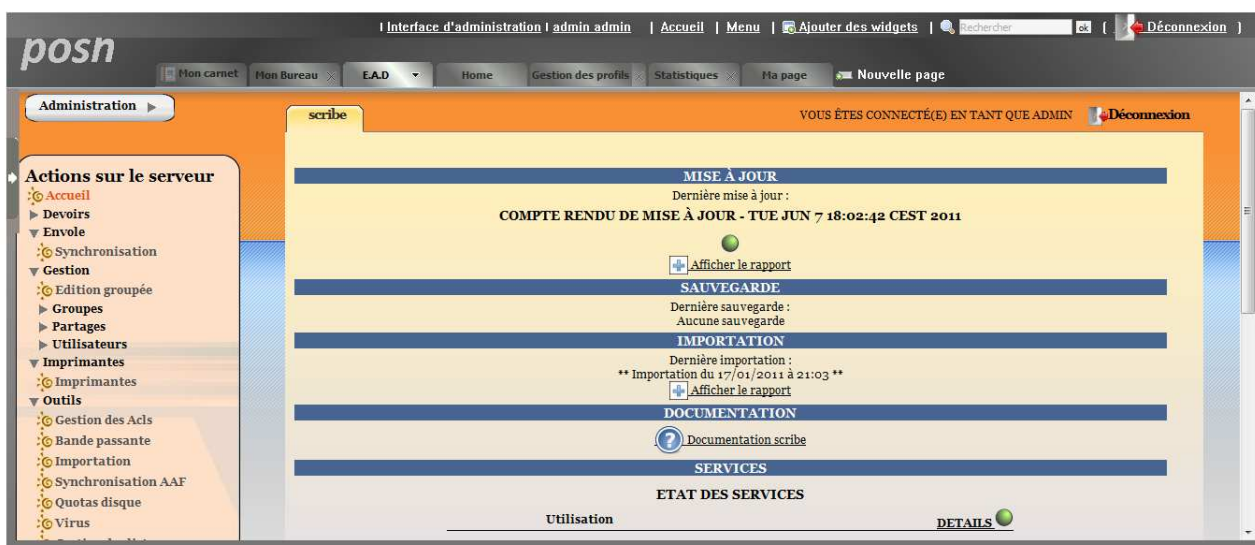 posh
| Interface d'administration | admin admin | Accueil | Menu | Ajouter des widgets | Rechercher ok [ Déconnexion ]
Mon carnet Mon Bureau E.A.D Home Gestion des profils Statistiques Ma page Nouvelle page
Administration
scribe
VOUS ÊTES CONNECTÉ(E) EN TANT QUE ADMIN Déconnexion
Actions sur le serveur
Accueil
Devoirs
Envole
Synchronisation
Gestion
Edition groupée
Groupes
Partages
Utilisateurs
Imprimantes
Imprimantes
Outils
Gestion des Acls
Bande passante
Importation
Synchronisation AAF
Quotas disque
Virus
MISE À JOUR
Dernière mise à jour :
COMPTE RENDU DE MISE À JOUR - TUE JUN 7 18:02:42 CEST 2011
Afficher le rapport
SAUVEGARDE
Dernière sauvegarde :
Aucune sauvegarde
IMPORTATION
Dernière importation :
** Importation du 17/01/2011 à 21:03 **
Afficher le rapport
DOCUMENTATION
Documentation scribe
SERVICES
ETAT DES SERVICES
Utilisation
DETAILS